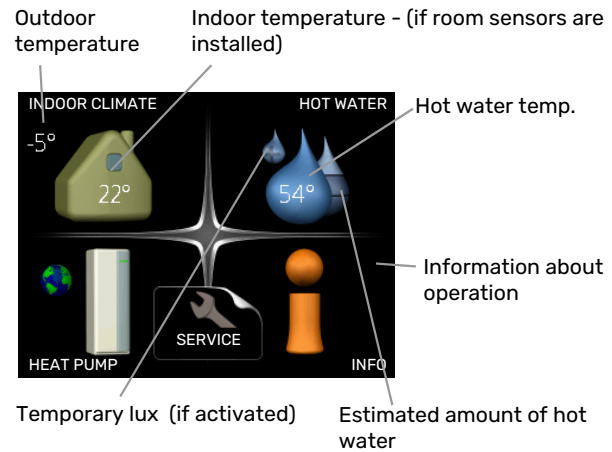 Outdoor
temperature
Indoor temperature - (if room sensors are
installed)
INDOOR CLIMATE
HOT WATER
-5°
22°
54°
Hot water temp.
Information about
operation
SERVICE
HEAT PUMP
INFO
Temporary lux (if activated)
Estimated amount of hot
water